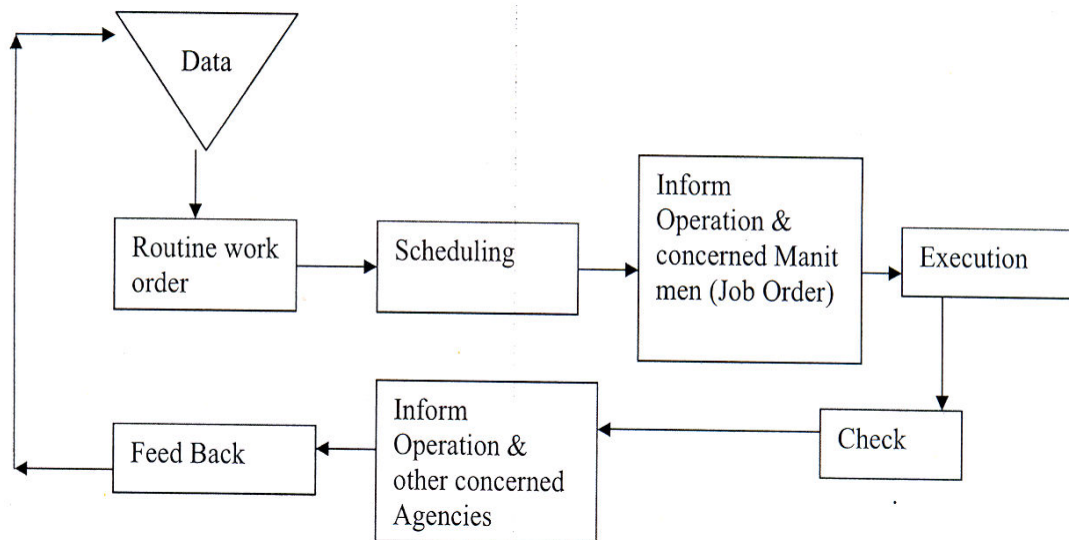 Data
Routine work
order
Scheduling
Inform
Operation &
concerned Manit
men (Job Order)
Execution
Check
Inform
Operation &
other concerned
Agencies
Feed Back